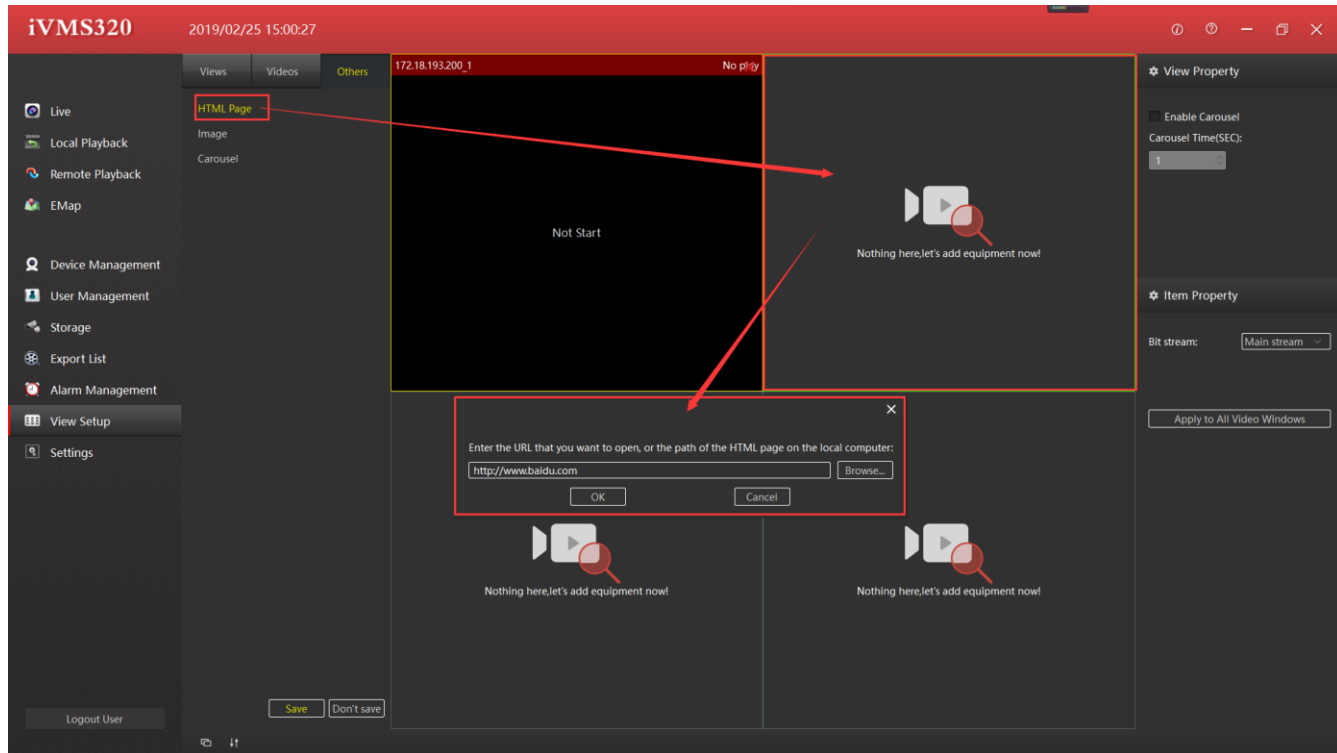 iVMS320
2019/02/25 15:00:27
Views
Videos
Others
172.18.193.200_1
No play
View Property
HTML Page
Image
Carousel
Live
Local Playback
Remote Playback
EMap
Device Management
User Management
Storage
Export List
Alarm Management
View Setup
Settings
Logout User
Not Start
Nothing here,let's add equipment now!
Enable Carousel
Carousel Time(SEC):
1
Item Property
Bit stream:
Main stream
Apply to All Video Windows
Enter the URL that you want to open, or the path of the HTML page on the local computer:
http://www.baidu.com
Browse...
OK
Cancel
Nothing here,let's add equipment now!
Nothing here,let's add equipment now!
Save
Don't save